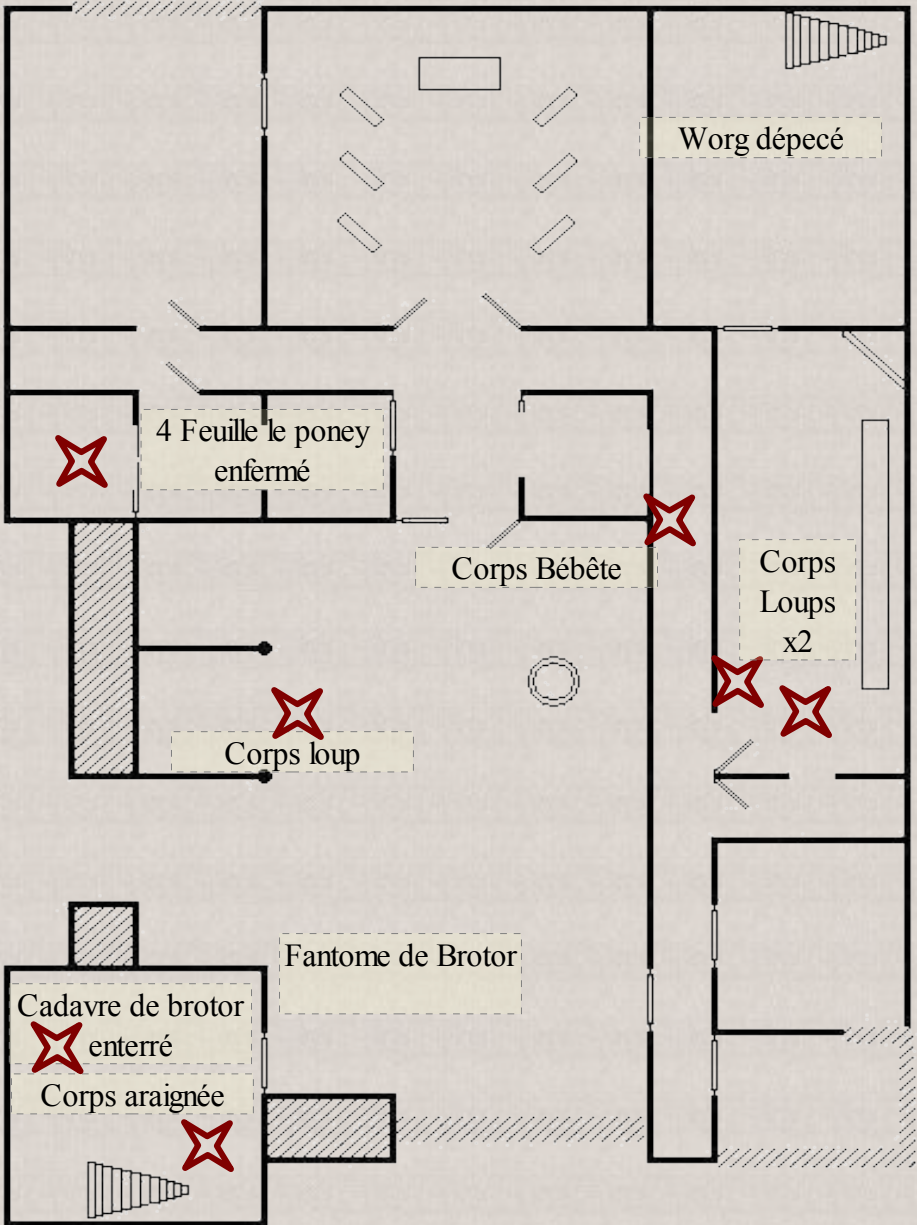 Worg dépecé
4 Feuille le poney
enfermé
Corps Bébête
Corps
Loups
x2
Corps loup
Fantome de Brotor
Cadavre de brotor
enterré
Corps araignée